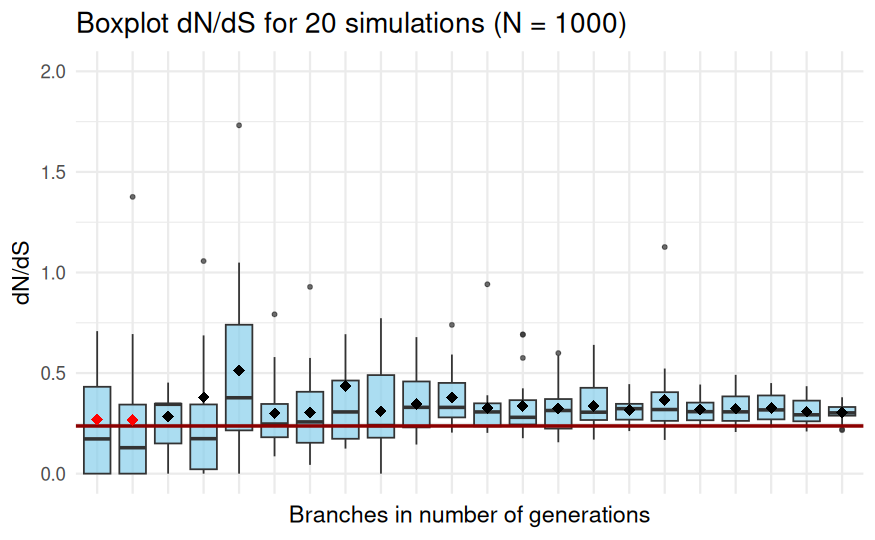 Boxplot dN/dS for 20 simulations (N = 1000)
2.0
1.5
1.0
0.5
0.0
dN/dS
Branches in number of generations